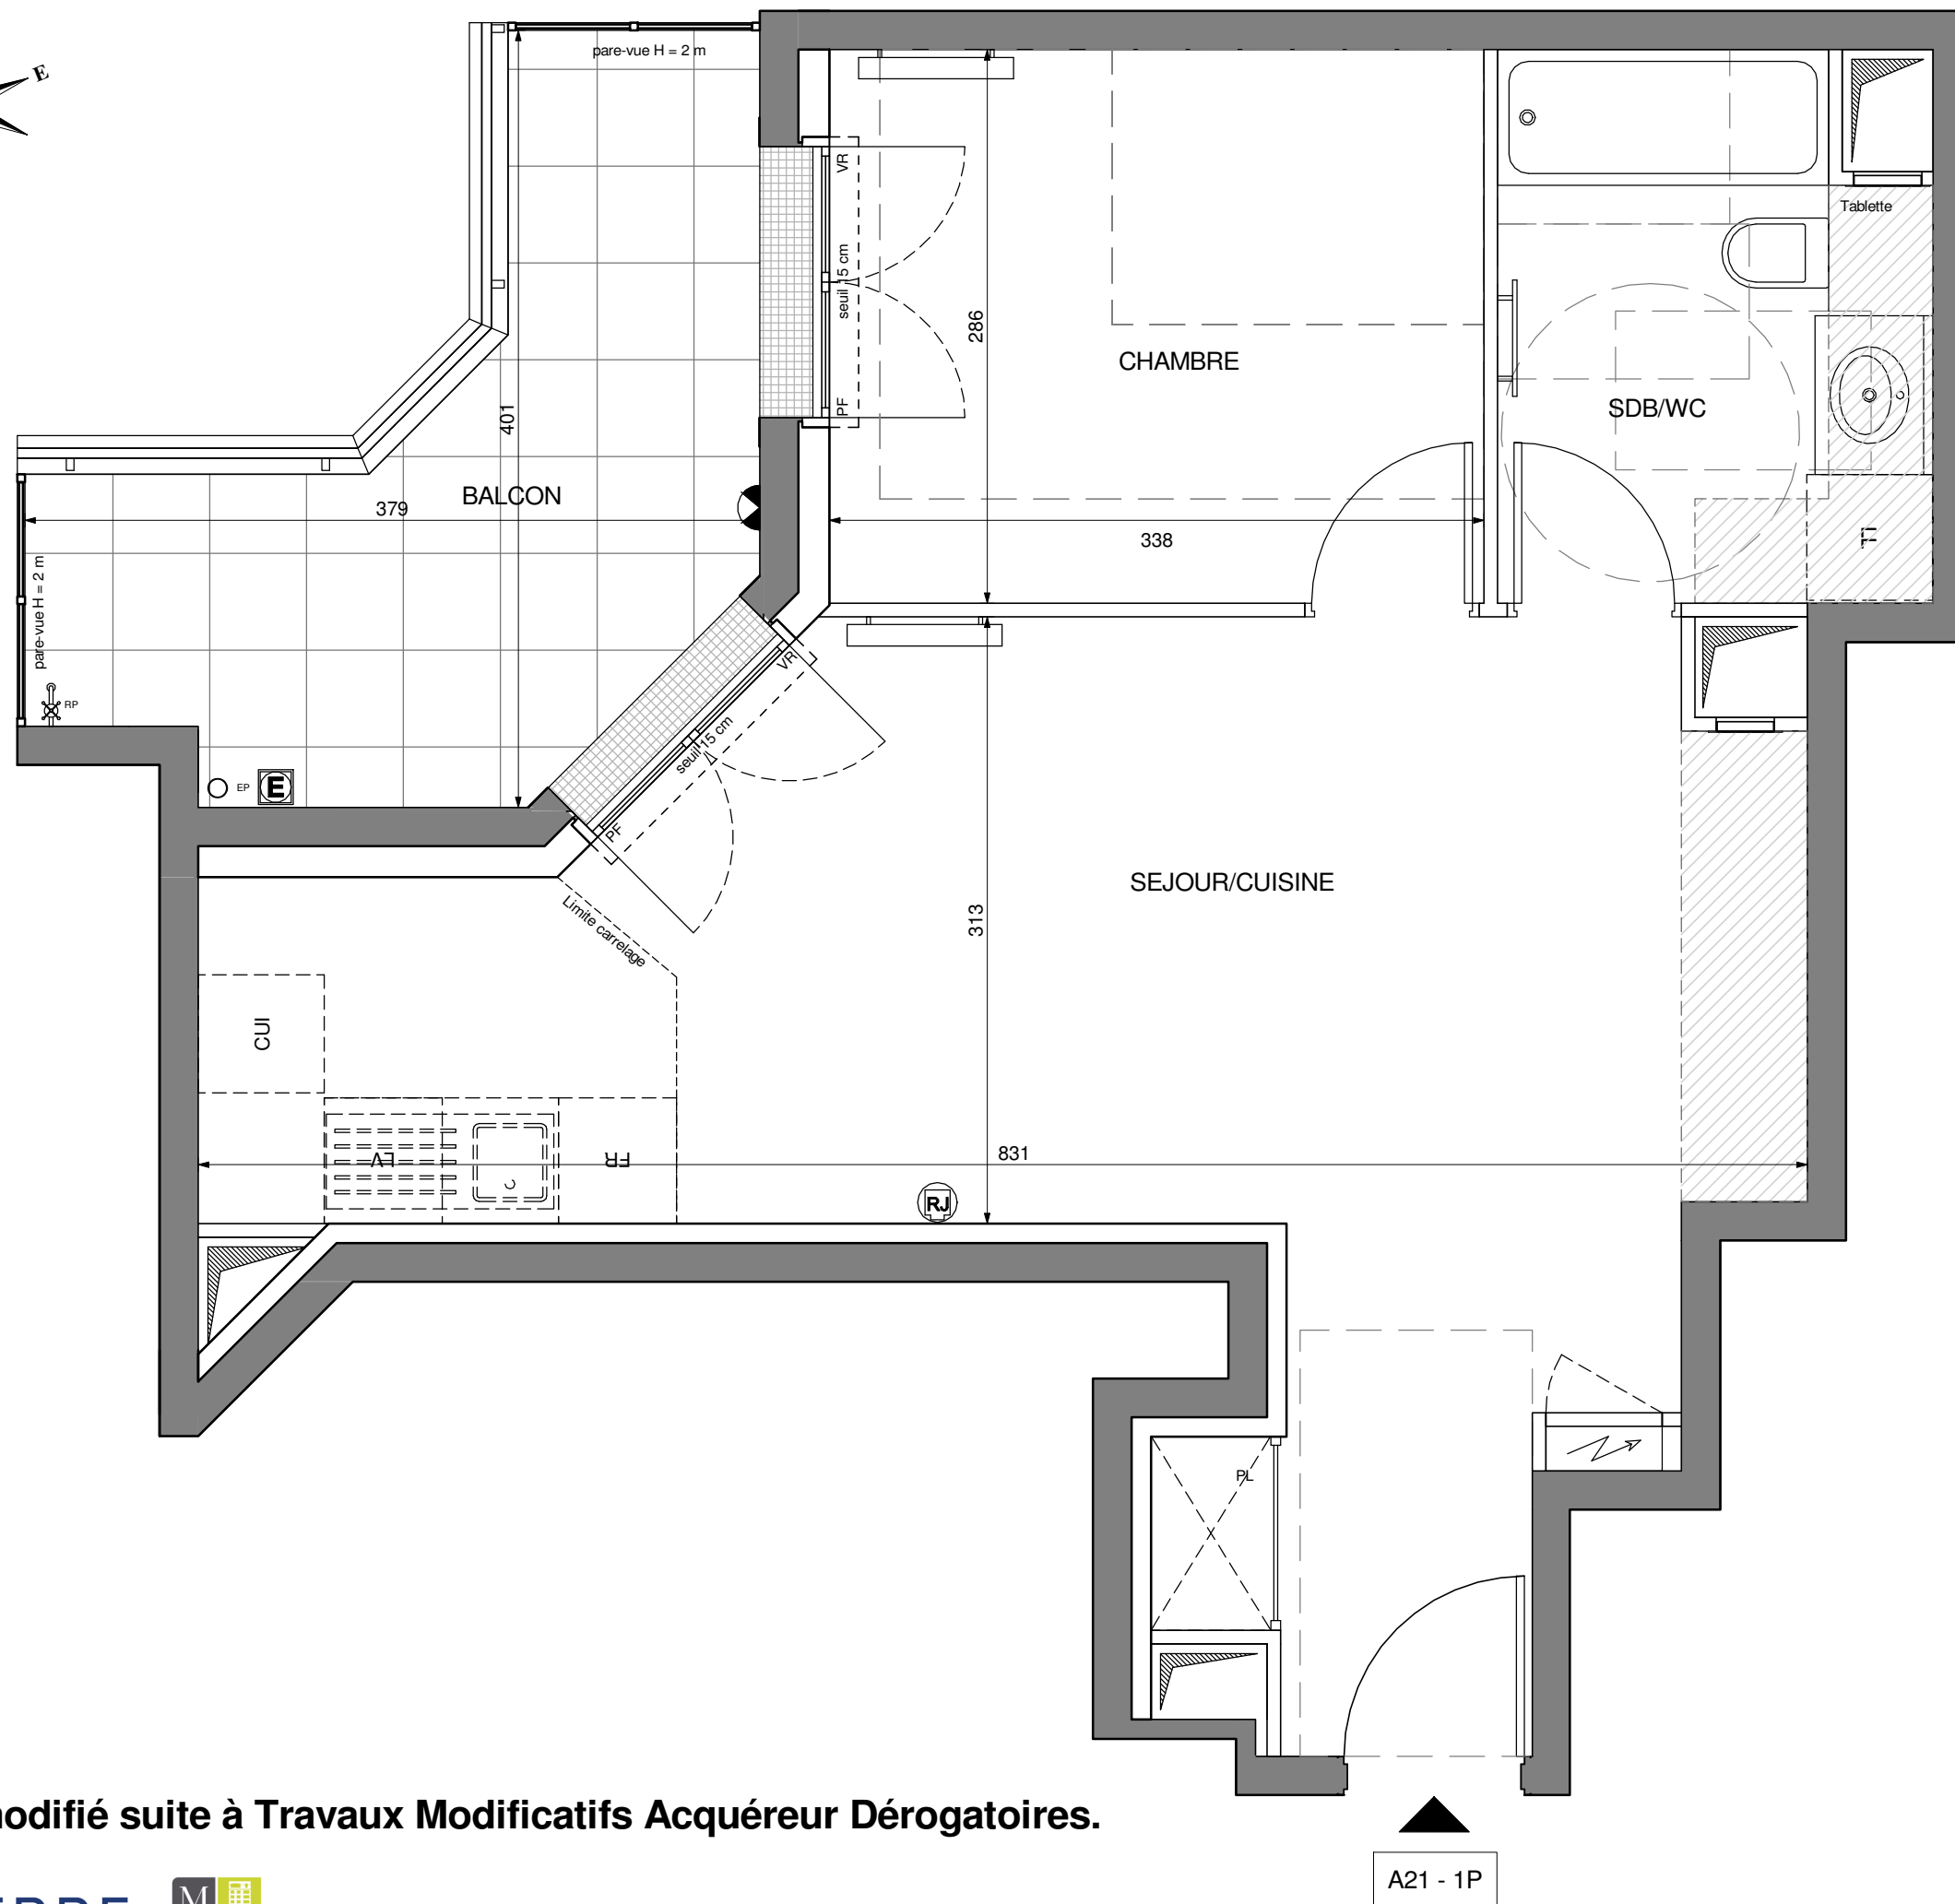 E
pare-vue H = 2 m
VR
Tablette
seuil 15 cm
286
CHAMBRE
401
PF
SDB/WC
BALCON
379
338
F
pare-vue H = 2 m
RP
VR
seuil 15 cm
EP
E
PF
SEJOUR/CUISINE
Limite carrelage
313
CUI
831
LV
FR
RJ
PL
odifié suite à Travaux Modificatifs Acquéreur Dérogatoires.
A21 - 1P
M